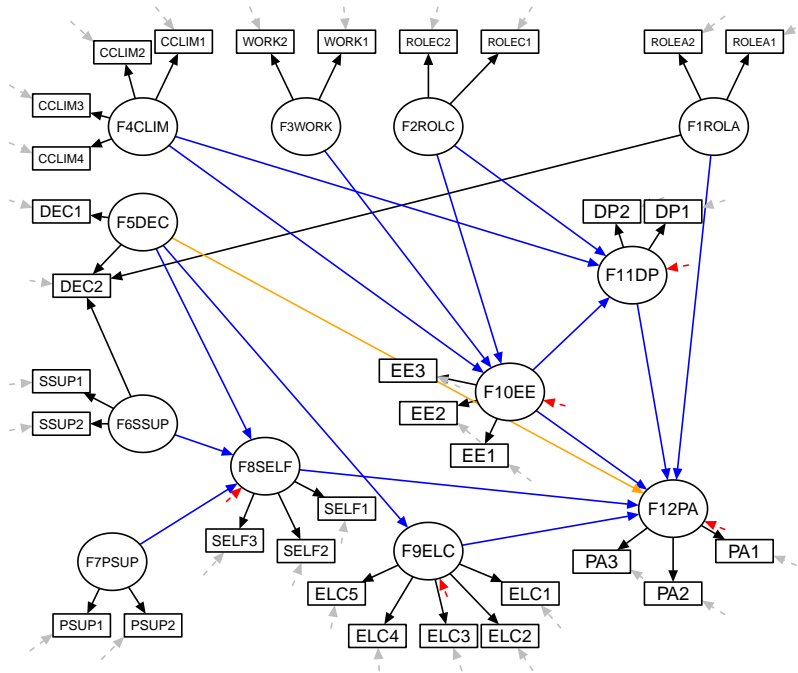 CCLIM1
WORK2
WORK1
ROLEC2
ROLEC1
ROLEA2
ROLEA1
CCLIM2
CCLIM3
F4CLIM
F3WORK
F2ROLC
F1ROLA
CCLIM4
DEC1
F5DEC
DP2
DP1
DEC2
F11DP
EE3
SSUP1
F10EE
EE2
SSUP2
F6SSUP
EE1
F8SELF
SELF1
F12PA
SELF3
SELF2
F9ELC
PA1
F7PSUP
PA3
ELC5
ELC1
PA2
PSUP1
PSUP2
ELC4
ELC3
ELC2